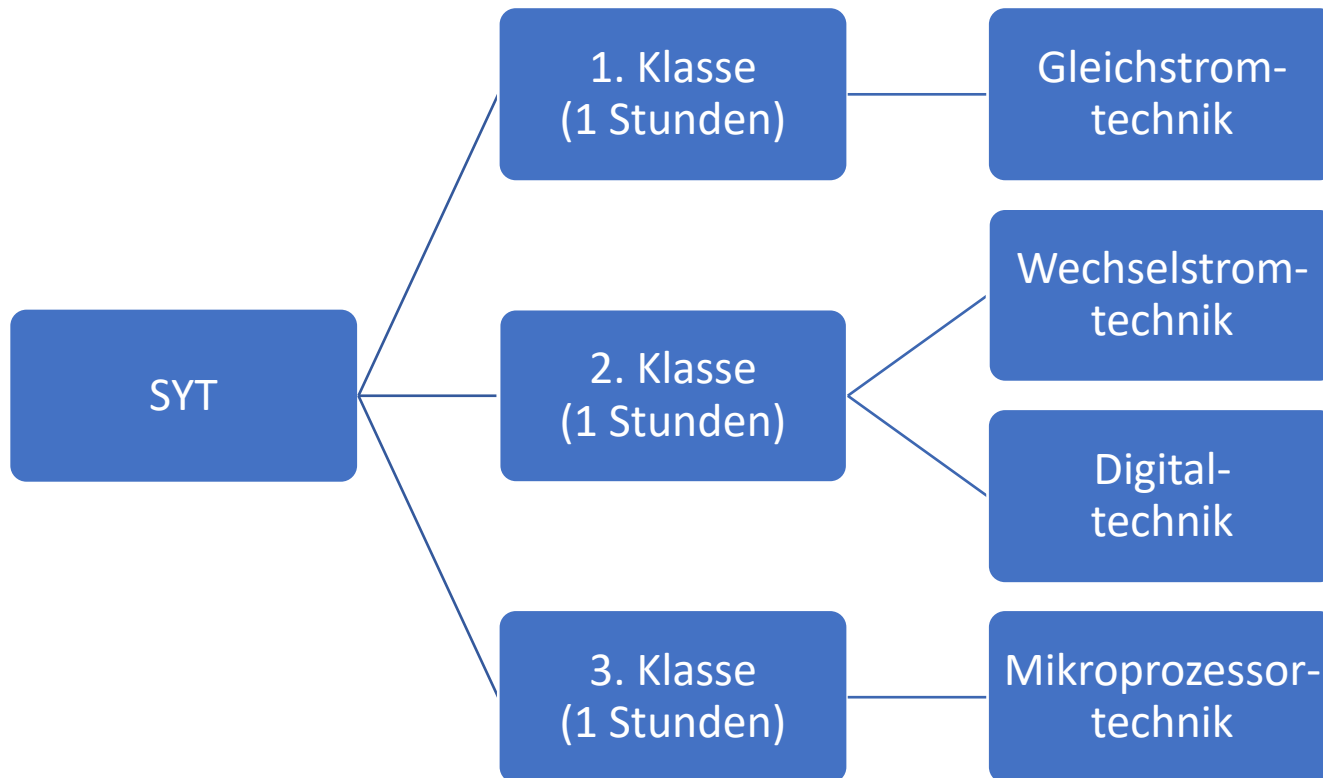 SYT
1. Klasse
(1 Stunden)
Gleichstrom-
technik
2. Klasse
(1 Stunden)
Wechselstrom-
technik
Digital-
technik
3. Klasse
(1 Stunden)
Mikroprozessor-
technik